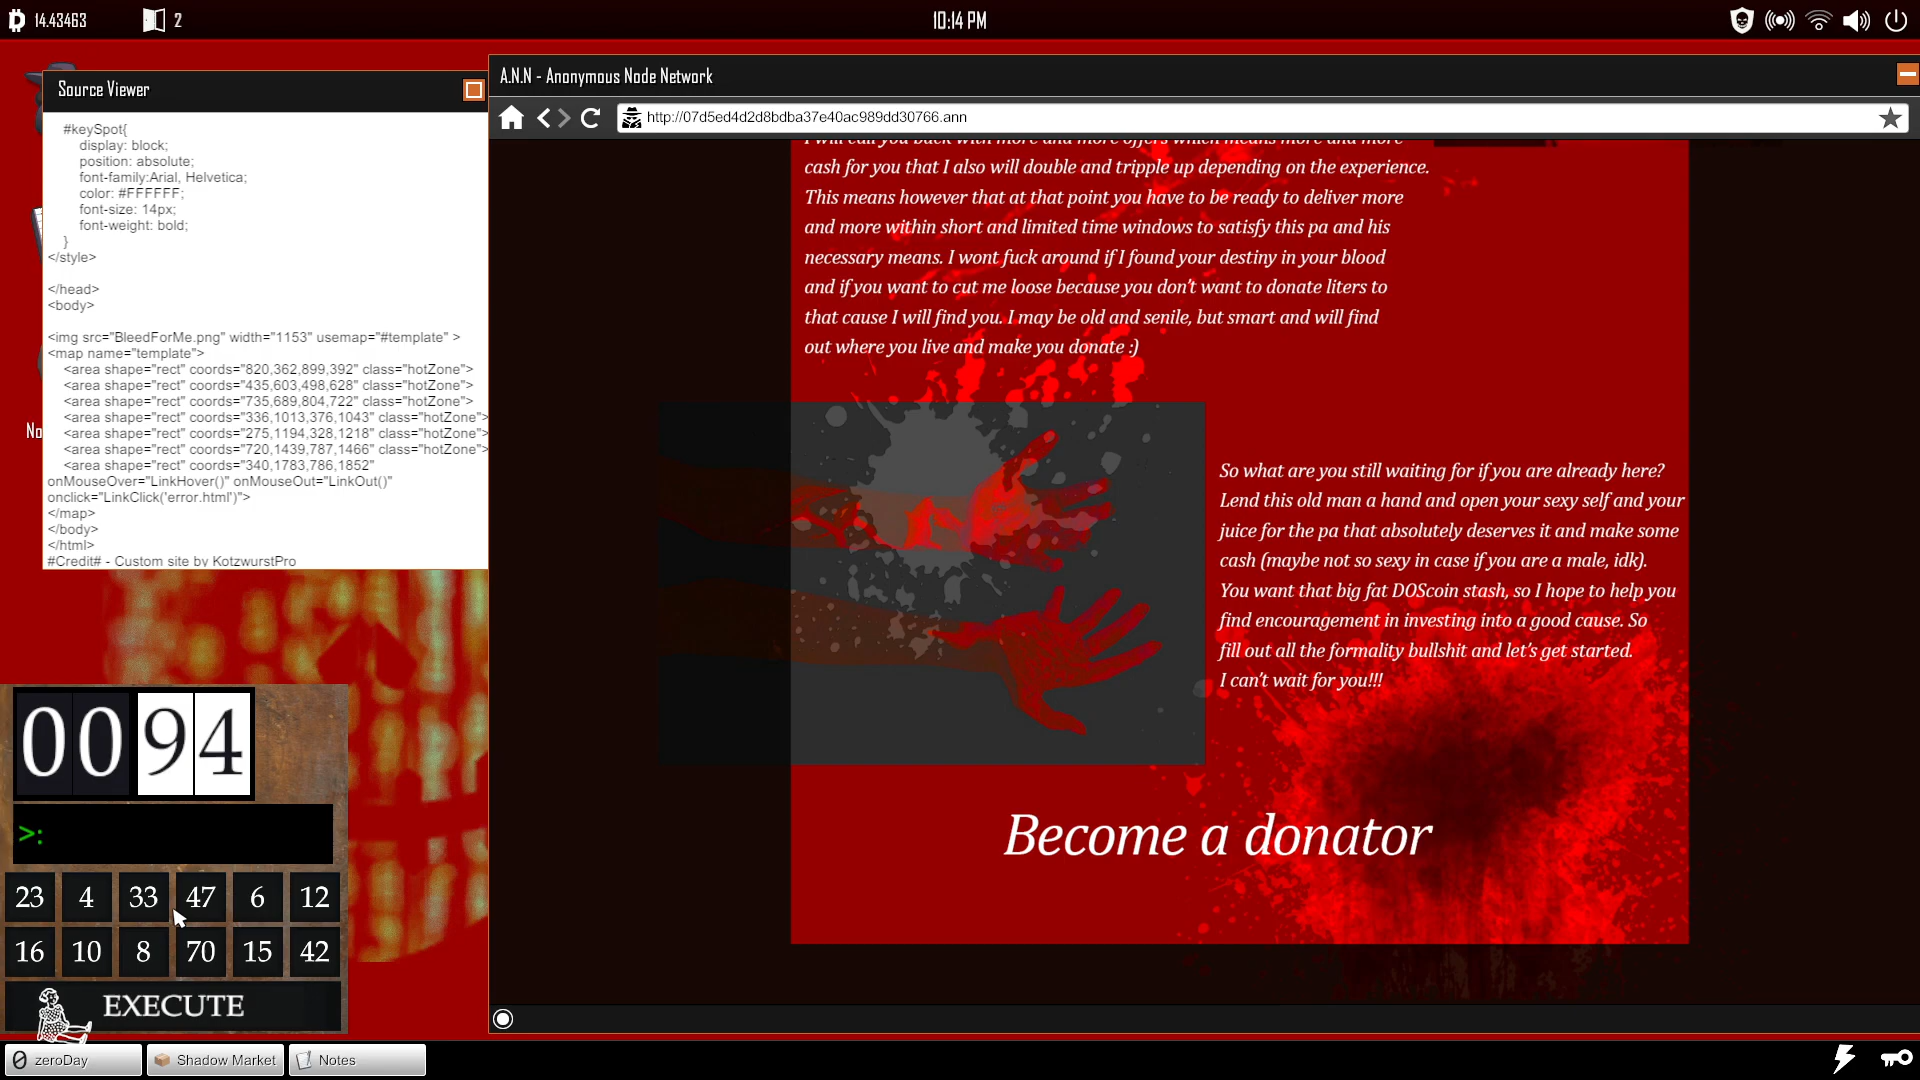 14.43463
2
10:14 PM
Source Viewer
#keySpot{
display: block;
position: absolute;
font-family:Arial, Helvetica;
color: #FFFFFF;
font-size: 14px;
font-weight: bold;
}
</style>
</head>
<body>
<img src="BleedForMe.png" width="1153" usemap="#template" >
<map name="template">
<area shape="rect" coords="820,362,899,392" class="hotZone">
<area shape="rect" coords="435,603,498,628" class="hotZone">
<area shape="rect" coords="735,689,804,722" class="hotZone">
<area shape="rect" coords="336,1013,376,1043" class="hotZone">
<area shape="rect" coords="275,1194,328,1218" class="hotZone">
<area shape="rect" coords="720,1439,787,1466" class="hotZone">
<area shape="rect" coords="340,1783,786,1852"
onMouseOver="LinkHover()" onMouseOut="LinkOut()"
onclick="LinkClick('error.html')">
</map>
</body>
</html>
#Credit# - Custom site by KotzwurstPro
No
A.N.N - Anonymous Node Network
http://07d5ed4d2d8bdba37e40ac989dd30766.ann
I will call you back with more and more offers which means more and more
cash for you that I also will double and tripple up depending on the experience.
This means however that at that point you have to be ready to deliver more
and more within short and limited time windows to satisfy this pa and his
necessary means. I wont fuck around if I found your destiny in your blood
and if you want to cut me loose because you don't want to donate liters to
that cause I will find you. I may be old and senile, but smart and will find
out where you live and make you donate :)
So what are you still waiting for if you are already here?
Lend this old man a hand and open your sexy self and your
juice for the pa that absolutely deserves it and make some
cash (maybe not so sexy in case if you are a male, idk).
You want that big fat DOScoin stash, so I hope to help you
find encouragement in investing into a good cause. So
fill out all the formality bullshit and let's get started.
I can't wait for you!!!
Become a donator
0094
>:
23 4 33 47 6 12
16 10 8 70 15 42
EXECUTE
zeroDay
Shadow Market
Notes